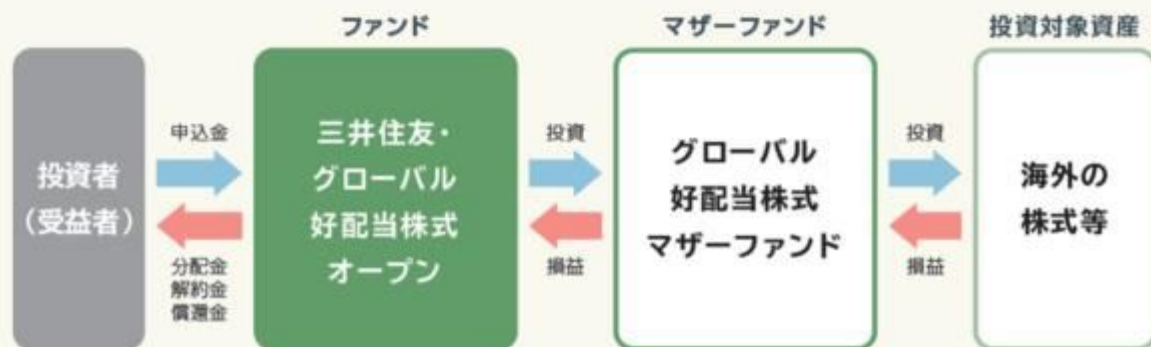 ファンド
マザーファンド
投資対象資産
投資者
（受益者）
申込金
分配金
解約金
償還金
三井住友・
グローバル
好配当株式
オープン
投資
損益
グローバル
好配当株式
マザーファンド
投資
損益
海外の
株式等